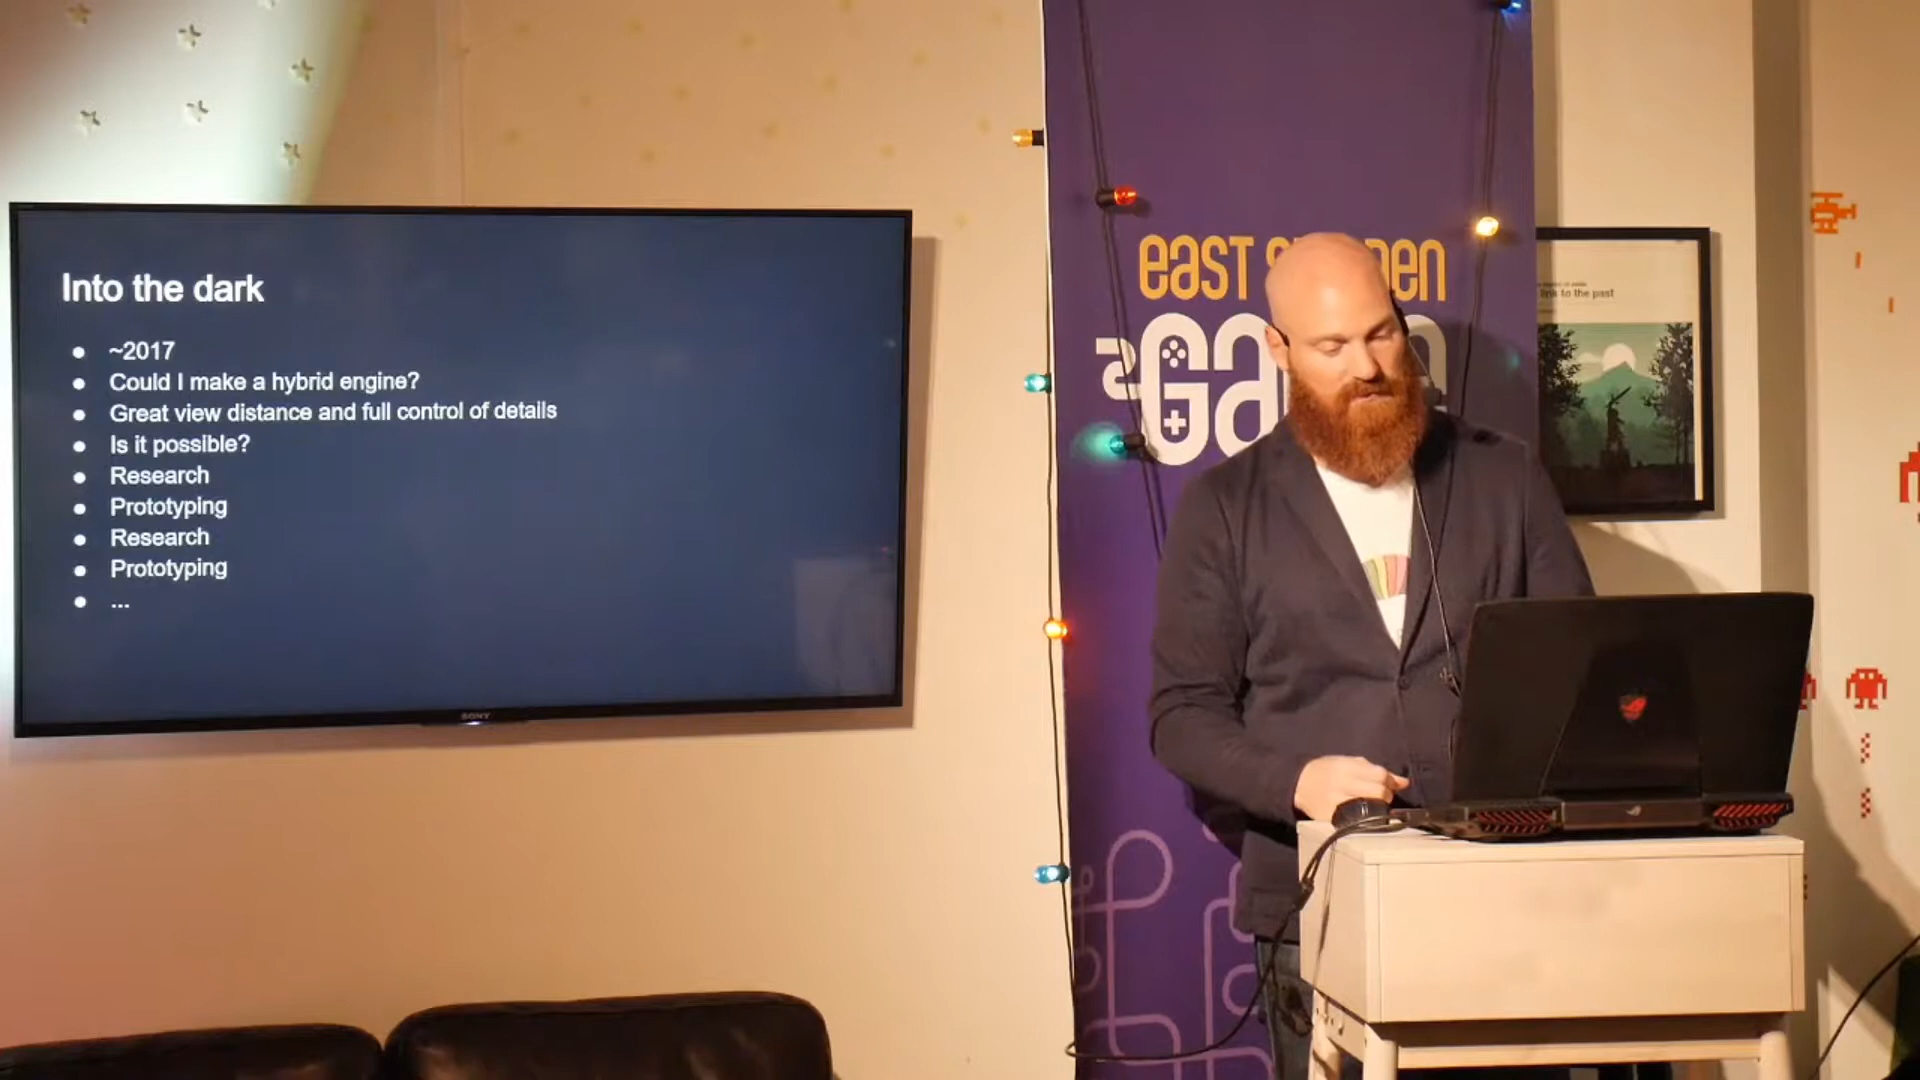 Into the dark
● ~2017
● Could I make a hybrid engine?
● Great view distance and full control of details
● Is it possible?
● Research
● Prototyping
● Research
● Prototyping
● ...
SONY
east
to the past